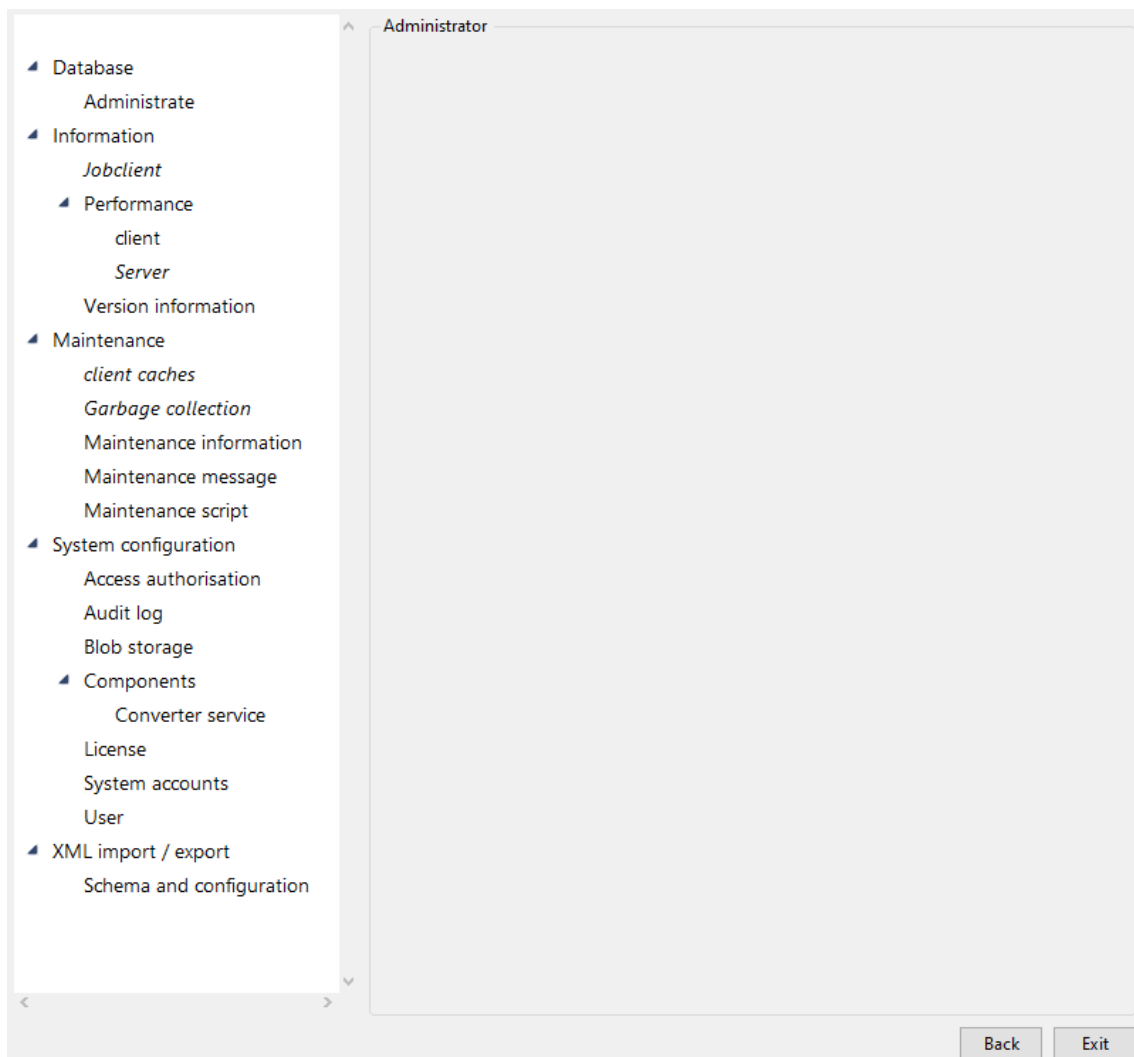 Administrator
Database
Administrate
Information
Jobclient
Performance
client
Server
Version information
Maintenance
client caches
Garbage collection
Maintenance information
Maintenance message
Maintenance script
System configuration
Access authorisation
Audit log
Blob storage
Components
Converter service
License
System accounts
User
XML import / export
Schema and configuration
Back Exit